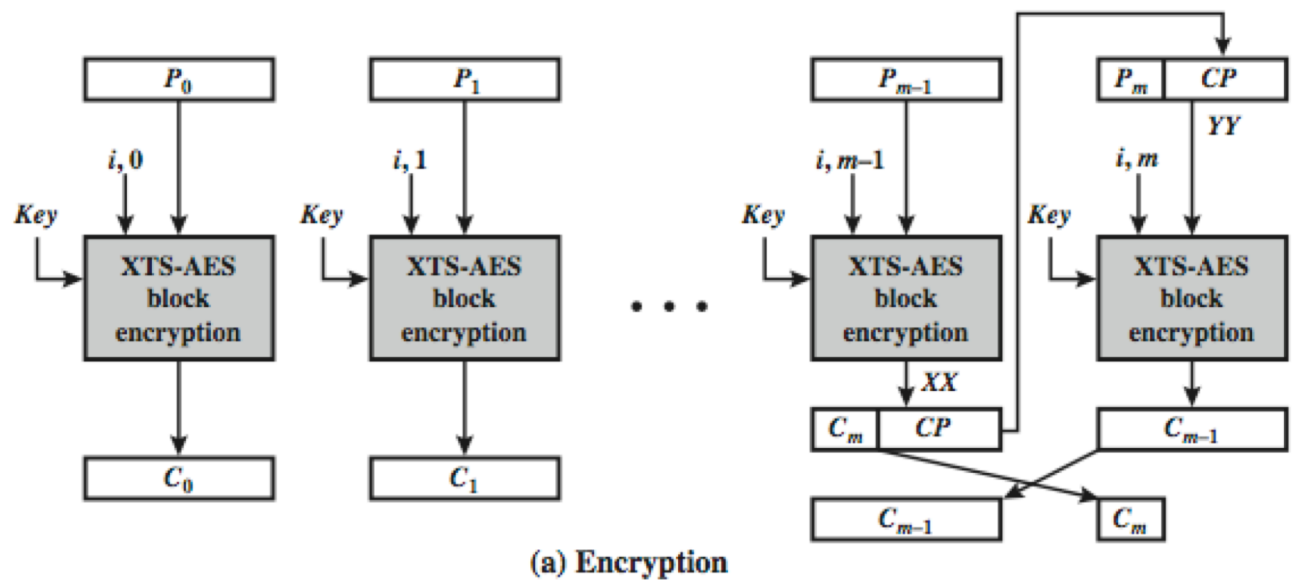 P₀ P₁ Pₘ₋₁ Pₘ CP
YY
i, 0 i, 1 i, m–1 i, m
Key Key Key Key
XTS-AES XTS-AES XTS-AES XTS-AES
block block block block
encryption encryption • • • encryption encryption
XX
Cₘ CP Cₘ₋₁
C₀ C₁
Cₘ₋₁ Cₘ
(a) Encryption